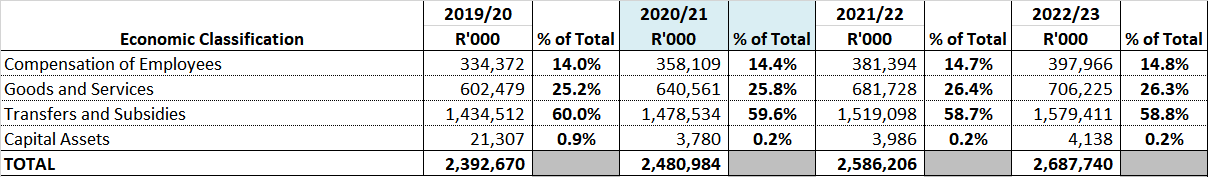 2019/20 2020/21 2021/22 2022/23
Economic Classification R'000 % of Total R'000 % of Total R'000 % of Total R'000 % of Total
Compensation of Employees 334,372 14.0% 358,109 14.4% 381,394 14.7% 397,966 14.8%
Goods and Services 602,479 25.2% 640,561 25.8% 681,728 26.4% 706,225 26.3%
Transfers and Subsidies 1,434,512 60.0% 1,478,534 59.6% 1,519,098 58.7% 1,579,411 58.8%
Capital Assets 21,307 0.9% 3,780 0.2% 3,986 0.2% 4,138 0.2%
TOTAL 2,392,670 2,480,984 2,586,206 2,687,740